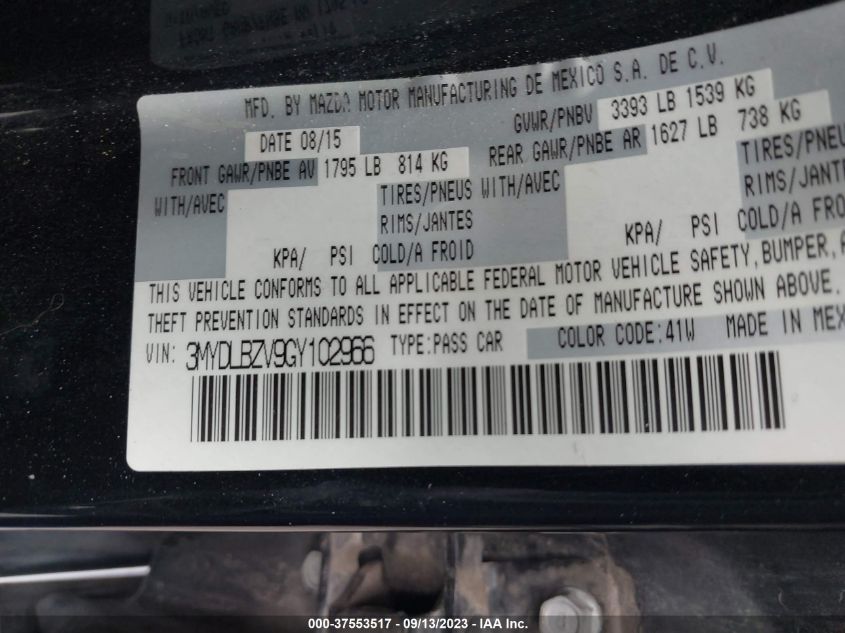 MFD. BY MAZDA MOTOR MANUFACTURING DE MEXICO S.A. DE C.V.
DATE 08/15 GVWR/PNBV 3393 LB 1539 KG
FRONT GAWR/PNBE AV 1795 LB 814 KG REAR GAWR/PNBE AR 1627 LB 738 KG
WITH/AVEC TIRES/PNEUS WITH/AVEC TIRES/PNEU
RIMS/JANTES RIMS/JANTE
KPA/ PSI COLD/A FROID KPA/ PSI COLD/A FRO
THIS VEHICLE CONFORMS TO ALL APPLICABLE FEDERAL MOTOR VEHICLE SAFETY, BUMPER, A
THEFT PREVENTION STANDARDS IN EFFECT ON THE DATE OF MANUFACTURE SHOWN ABOVE.
VIN: 3MYDLBZV9GY102966 TYPE:PASS CAR COLOR CODE:41W MADE IN MEX
000-37553517 - 09/13/2023 - IAA Inc.